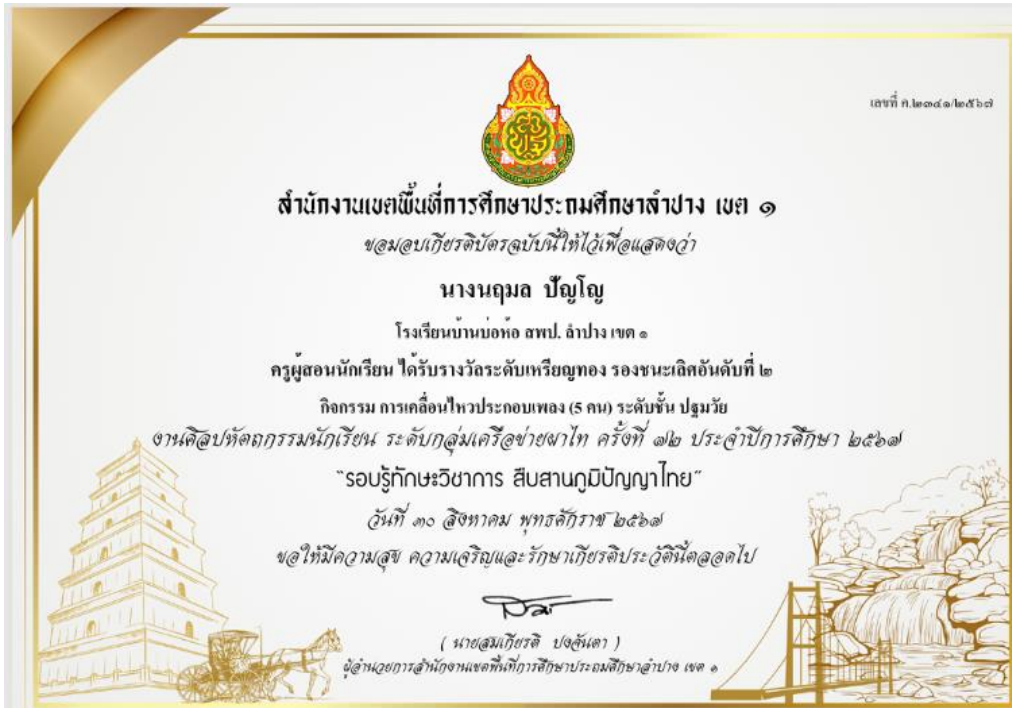 เลขที่ ค.๒๓๔๑/๒๕๖๗
สำนักงานเขตพื้นที่การศึกษาประถมศึกษาลำปาง เขต ๑
ขอมอบเกียรติบัตรฉบับนี้ให้ไว้เพื่อแสดงว่า
นางนฤมล ปัญโญ
โรงเรียนบ้านบ่อห้อ สพป. ลำปาง เขต ๑
ครูผู้สอนนักเรียน ได้รับรางวัลระดับเหรียญทอง รองชนะเลิศอันดับที่ ๒
กิจกรรม การเคลื่อนไหวประกอบเพลง (5 คน) ระดับชั้น ปฐมวัย
งานศิลปหัตถกรรมนักเรียน ระดับกลุ่มเครือข่ายผาไท ครั้งที่ ๗๒ ประจำปีการศึกษา ๒๕๖๗
"รอบรู้ทักษะวิชาการ สืบสานภูมิปัญญาไทย"
วันที่ ๓๐ สิงหาคม พุทธศักราช ๒๕๖๗
ขอให้มีความสุข ความเจริญและรักษาเกียรติประวัตินี้ตลอดไป
( นายสมเกียรติ ปงจันตา )
ผู้อำนวยการสำนักงานเขตพื้นที่การศึกษาประถมศึกษาลำปาง เขต ๑